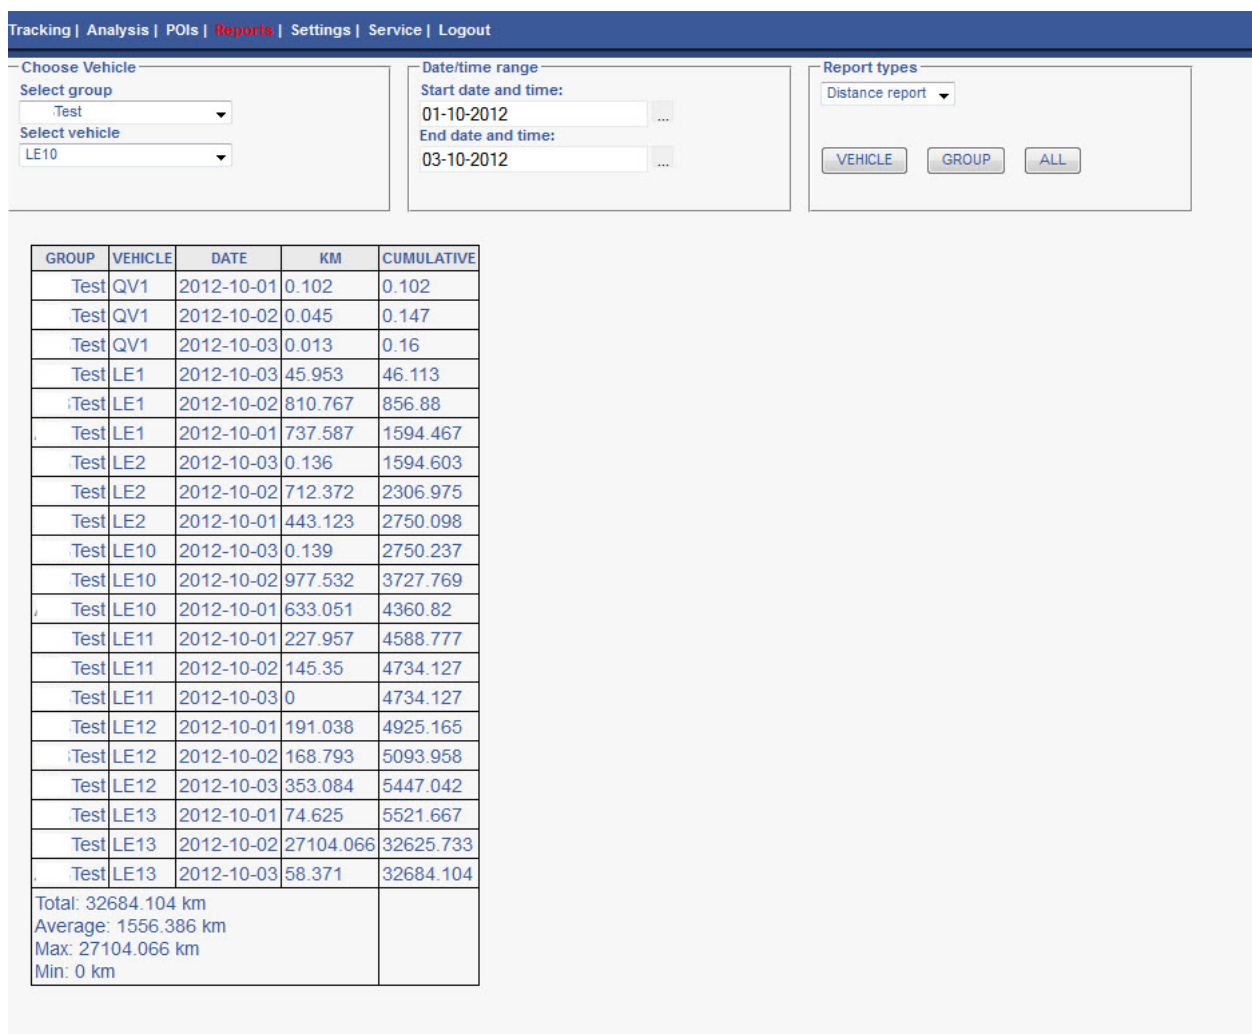 Tracking | Analysis | POIs | Reports | Settings | Service | Logout
Choose Vehicle
Select group
Test
Select vehicle
LE10
Date/time range
Start date and time:
01-10-2012 ...
End date and time:
03-10-2012 ...
Report types
Distance report
VEHICLE GROUP ALL
GROUP VEHICLE DATE KM CUMULATIVE
Test QV1 2012-10-01 0.102 0.102
Test QV1 2012-10-02 0.045 0.147
Test QV1 2012-10-03 0.013 0.16
Test LE1 2012-10-03 45.953 46.113
Test LE1 2012-10-02 810.767 856.88
Test LE1 2012-10-01 737.587 1594.467
Test LE2 2012-10-03 0.136 1594.603
Test LE2 2012-10-02 712.372 2306.975
Test LE2 2012-10-01 443.123 2750.098
Test LE10 2012-10-03 0.139 2750.237
Test LE10 2012-10-02 977.532 3727.769
Test LE10 2012-10-01 633.051 4360.82
Test LE11 2012-10-01 227.957 4588.777
Test LE11 2012-10-02 145.35 4734.127
Test LE11 2012-10-03 0 4734.127
Test LE12 2012-10-01 191.038 4925.165
Test LE12 2012-10-02 168.793 5093.958
Test LE12 2012-10-03 353.084 5447.042
Test LE13 2012-10-01 74.625 5521.667
Test LE13 2012-10-02 27104.066 32625.733
Test LE13 2012-10-03 58.371 32684.104
Total: 32684.104 km
Average: 1556.386 km
Max: 27104.066 km
Min: 0 km